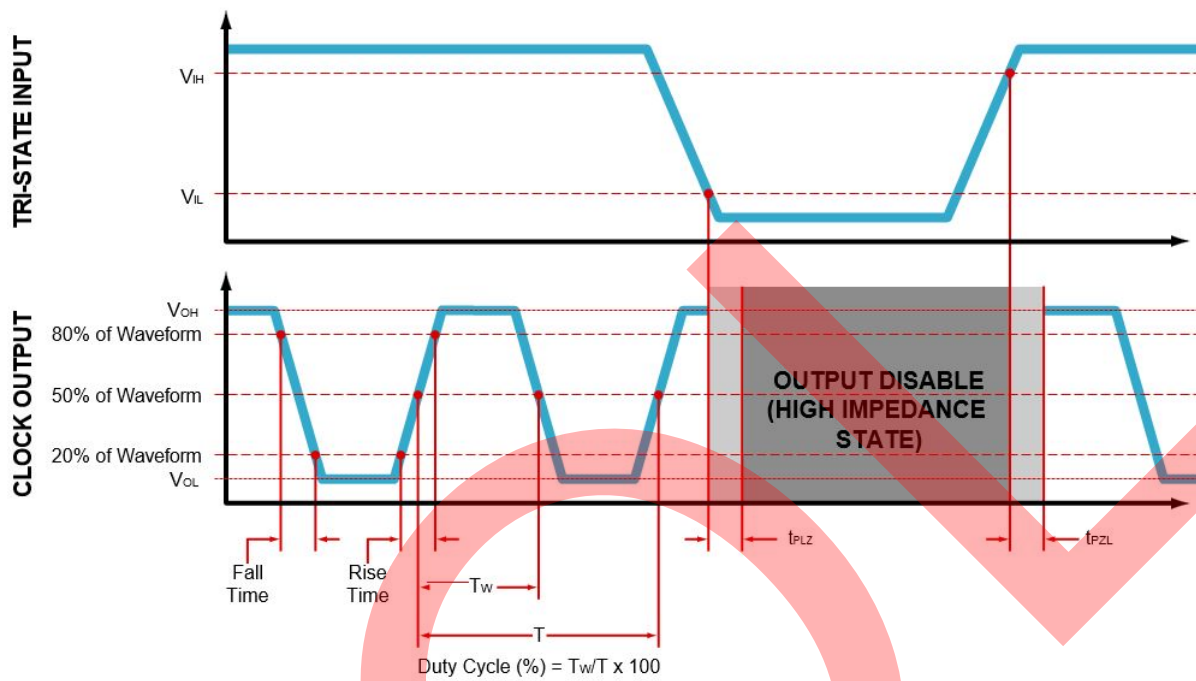 TRI-STATE INPUT
VIH
VIL
CLOCK OUTPUT
VOH
80% of Waveform
50% of Waveform
20% of Waveform
VOL
OUTPUT DISABLE
(HIGH IMPEDANCE
STATE)
tPLZ
tPZL
Fall
Time
Rise
Time
TW
T
Duty Cycle (%) = TW/T x 100